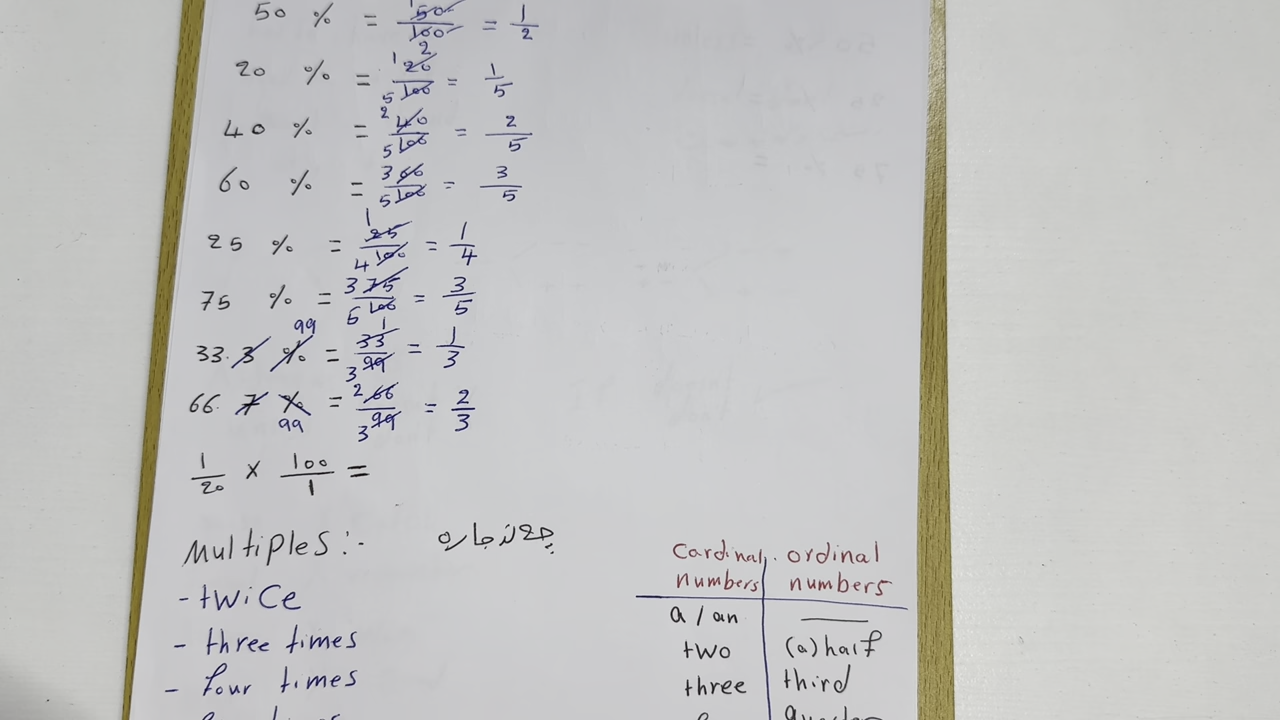 50 % = 50/100 = 1/2
20 % = 20/100 = 1/5
40 % = 40/100 = 2/5
60 % = 60/100 = 3/5
25 % = 25/100 = 1/4
75 % = 75/100 = 3/5
33.3 % 99 = 33/99 = 1/3
66.7 % 99 = 66/99 = 2/3
1/20 x 100/1 =
Multiples :- چەندجارە
- twice
- three times
- four times
cardinal numbers
ordinal numbers
a / an
two (a) half
three third